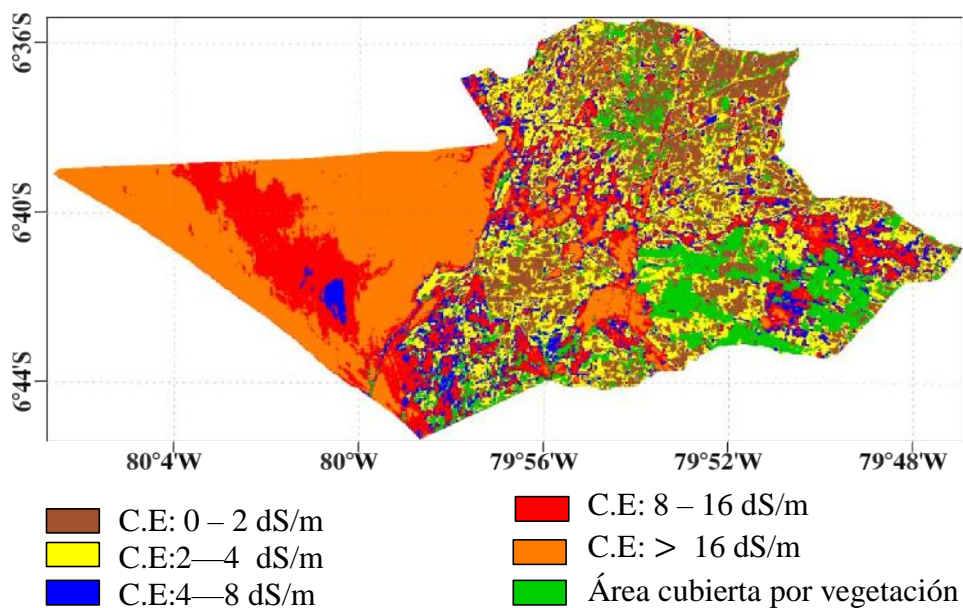 6°36'S
6°40'S
6°44'S
80°4'W 80°W 79°56'W 79°52'W 79°48'W
C.E: 0 – 2 dS/m
C.E:2—4 dS/m
C.E:4—8 dS/m
C.E: 8 – 16 dS/m
C.E: > 16 dS/m
Área cubierta por vegetación